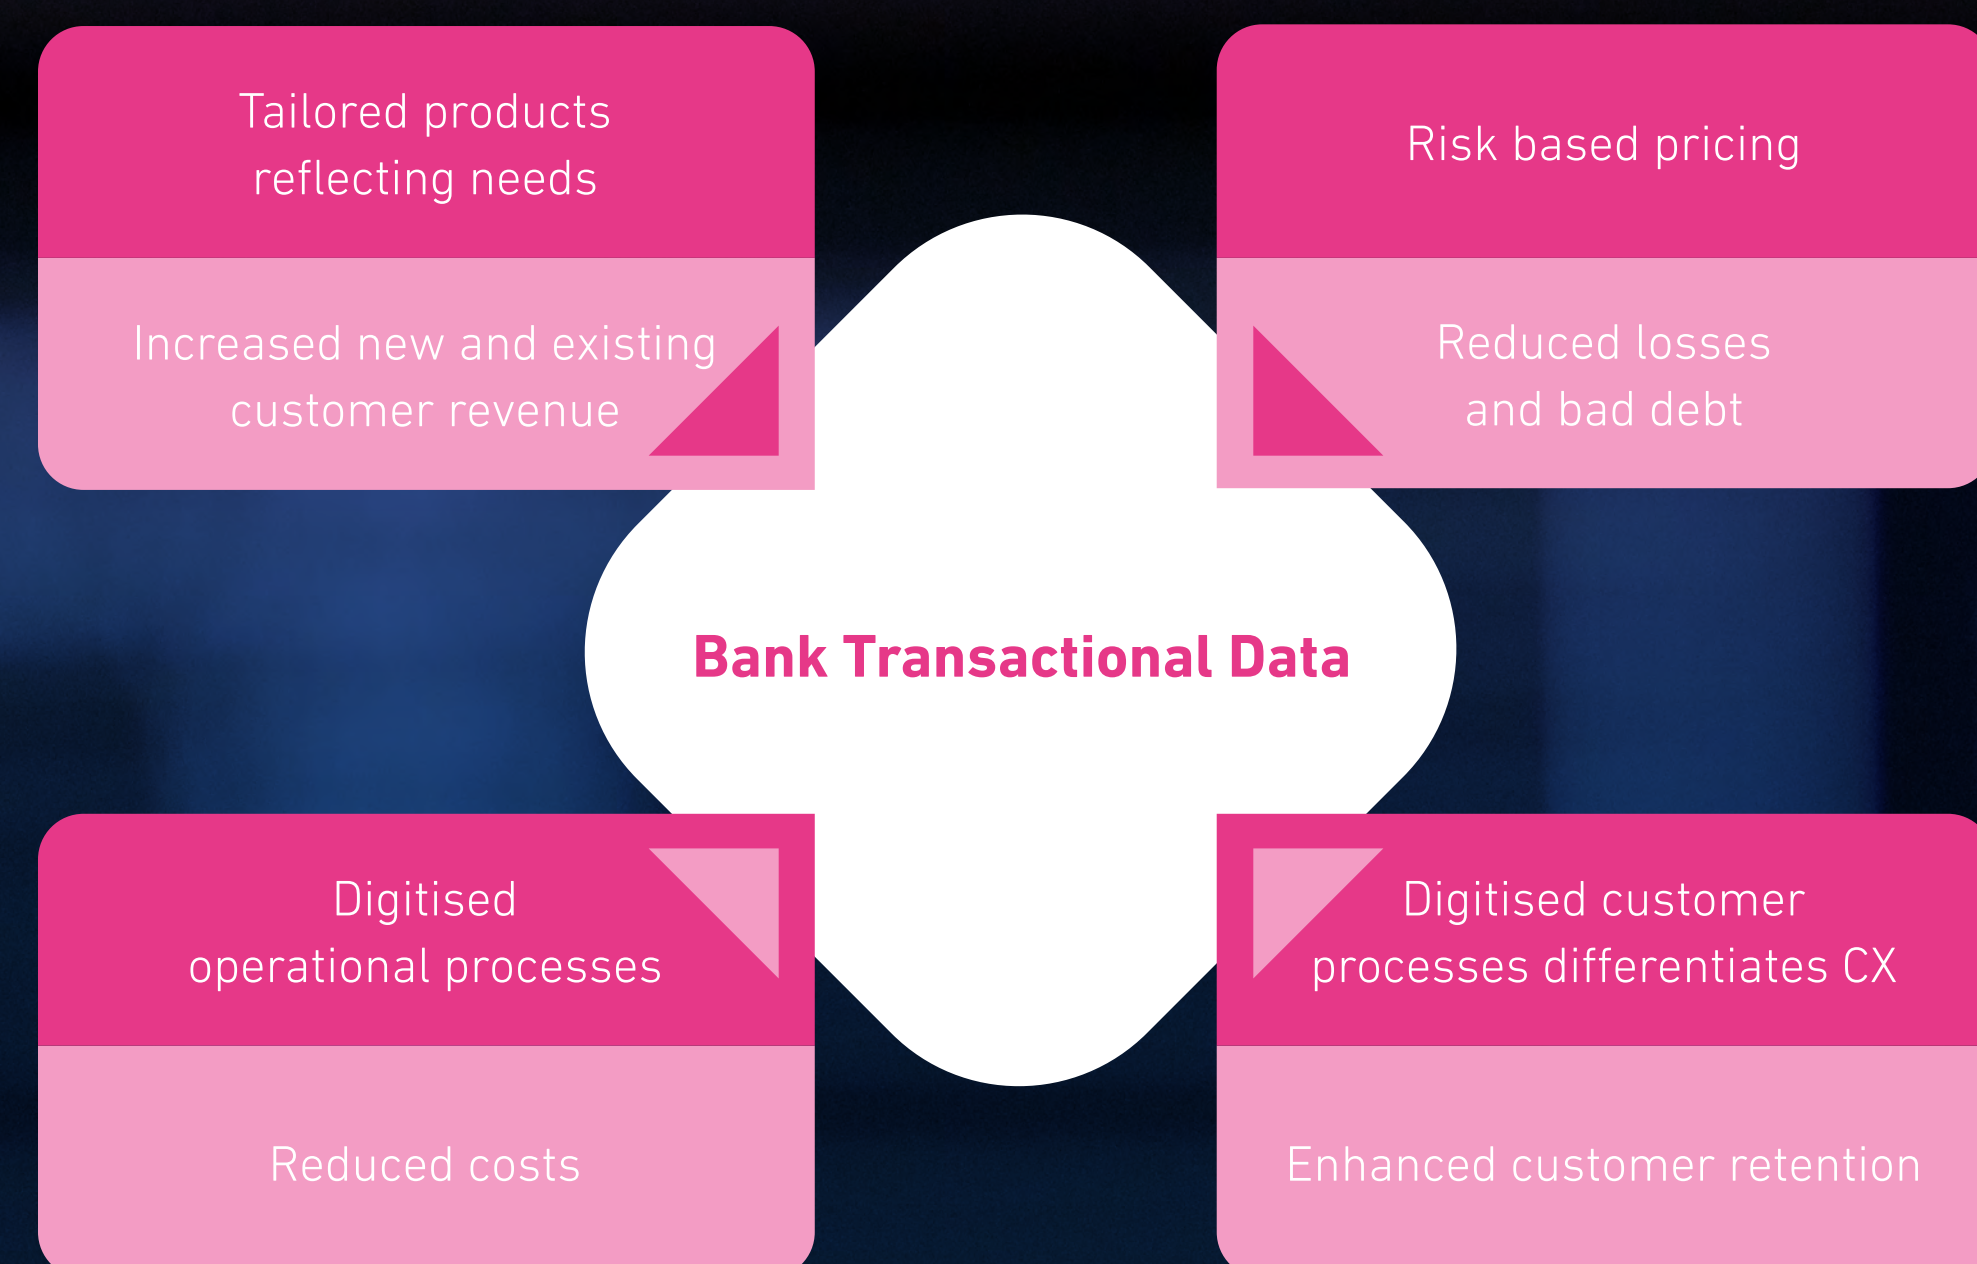 Tailored products
reflecting needs
Increased new and existing
customer revenue
Risk based pricing
Reduced losses
and bad debt
Bank Transactional Data
Digitised
operational processes
Reduced costs
Digitised customer
processes differentiates CX
Enhanced customer retention